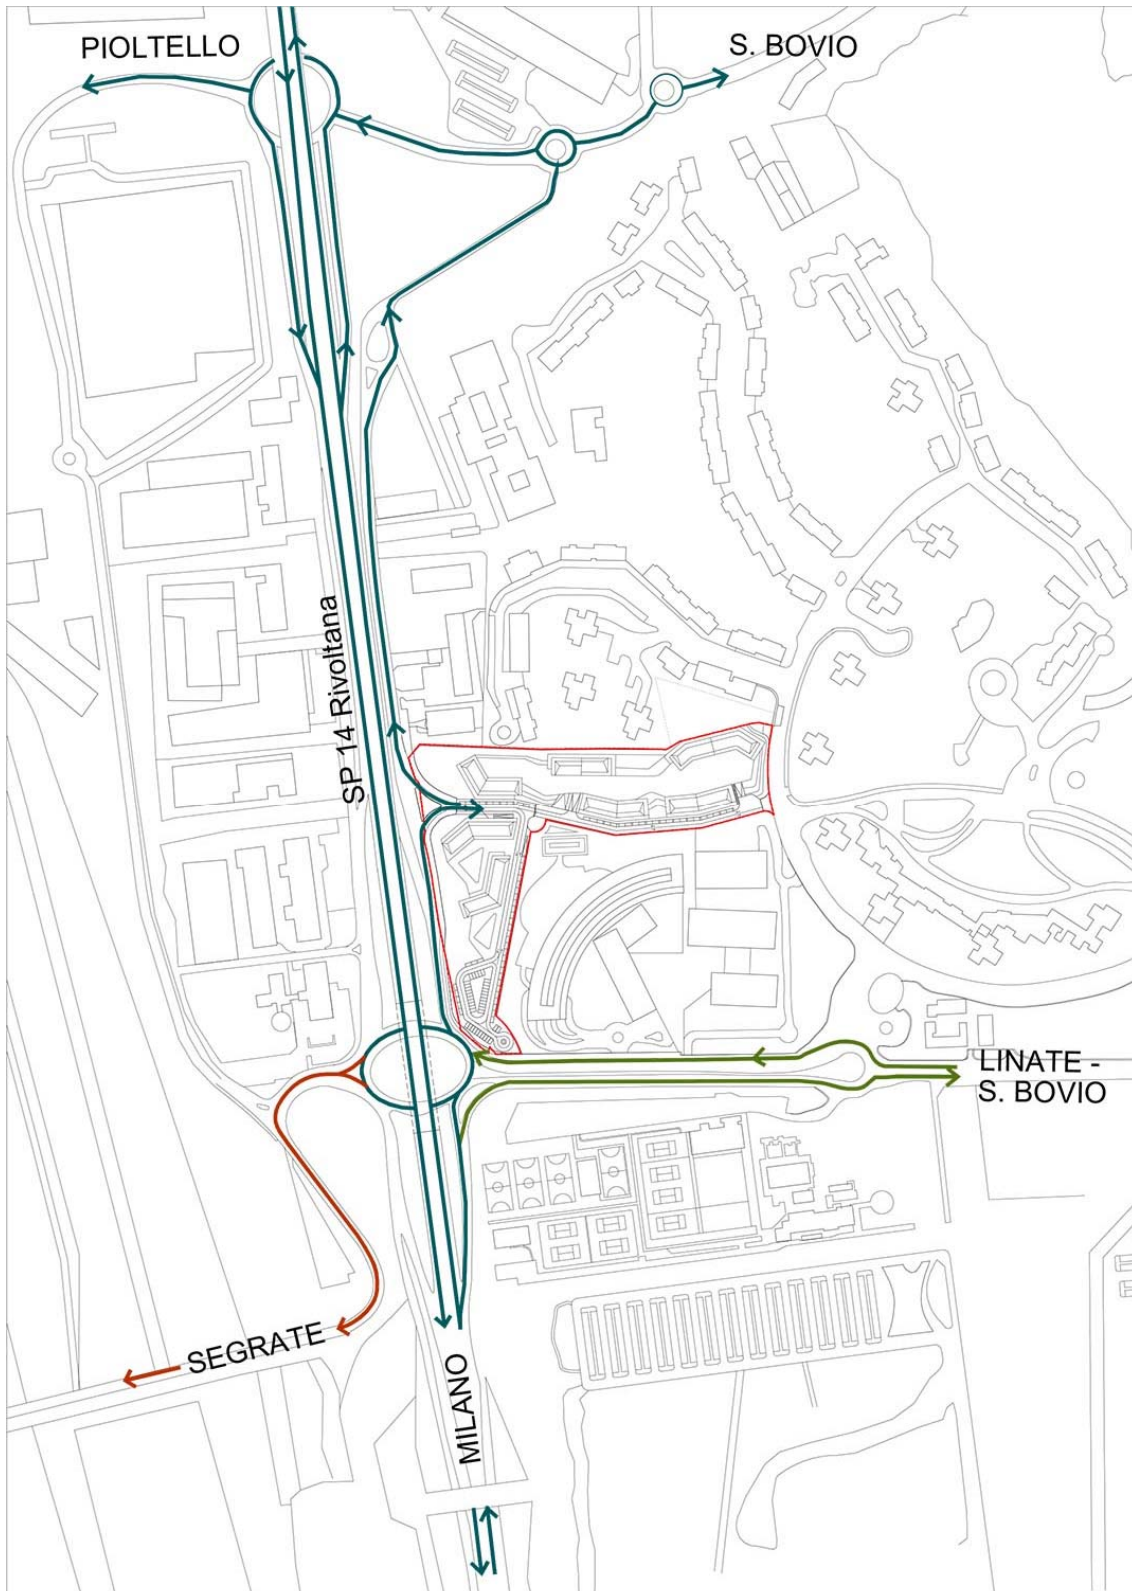 PIOLTELLO
S. BOVIO
SP 14 Rivoltana
LINATE -
S. BOVIO
SEGRATE
MILANO